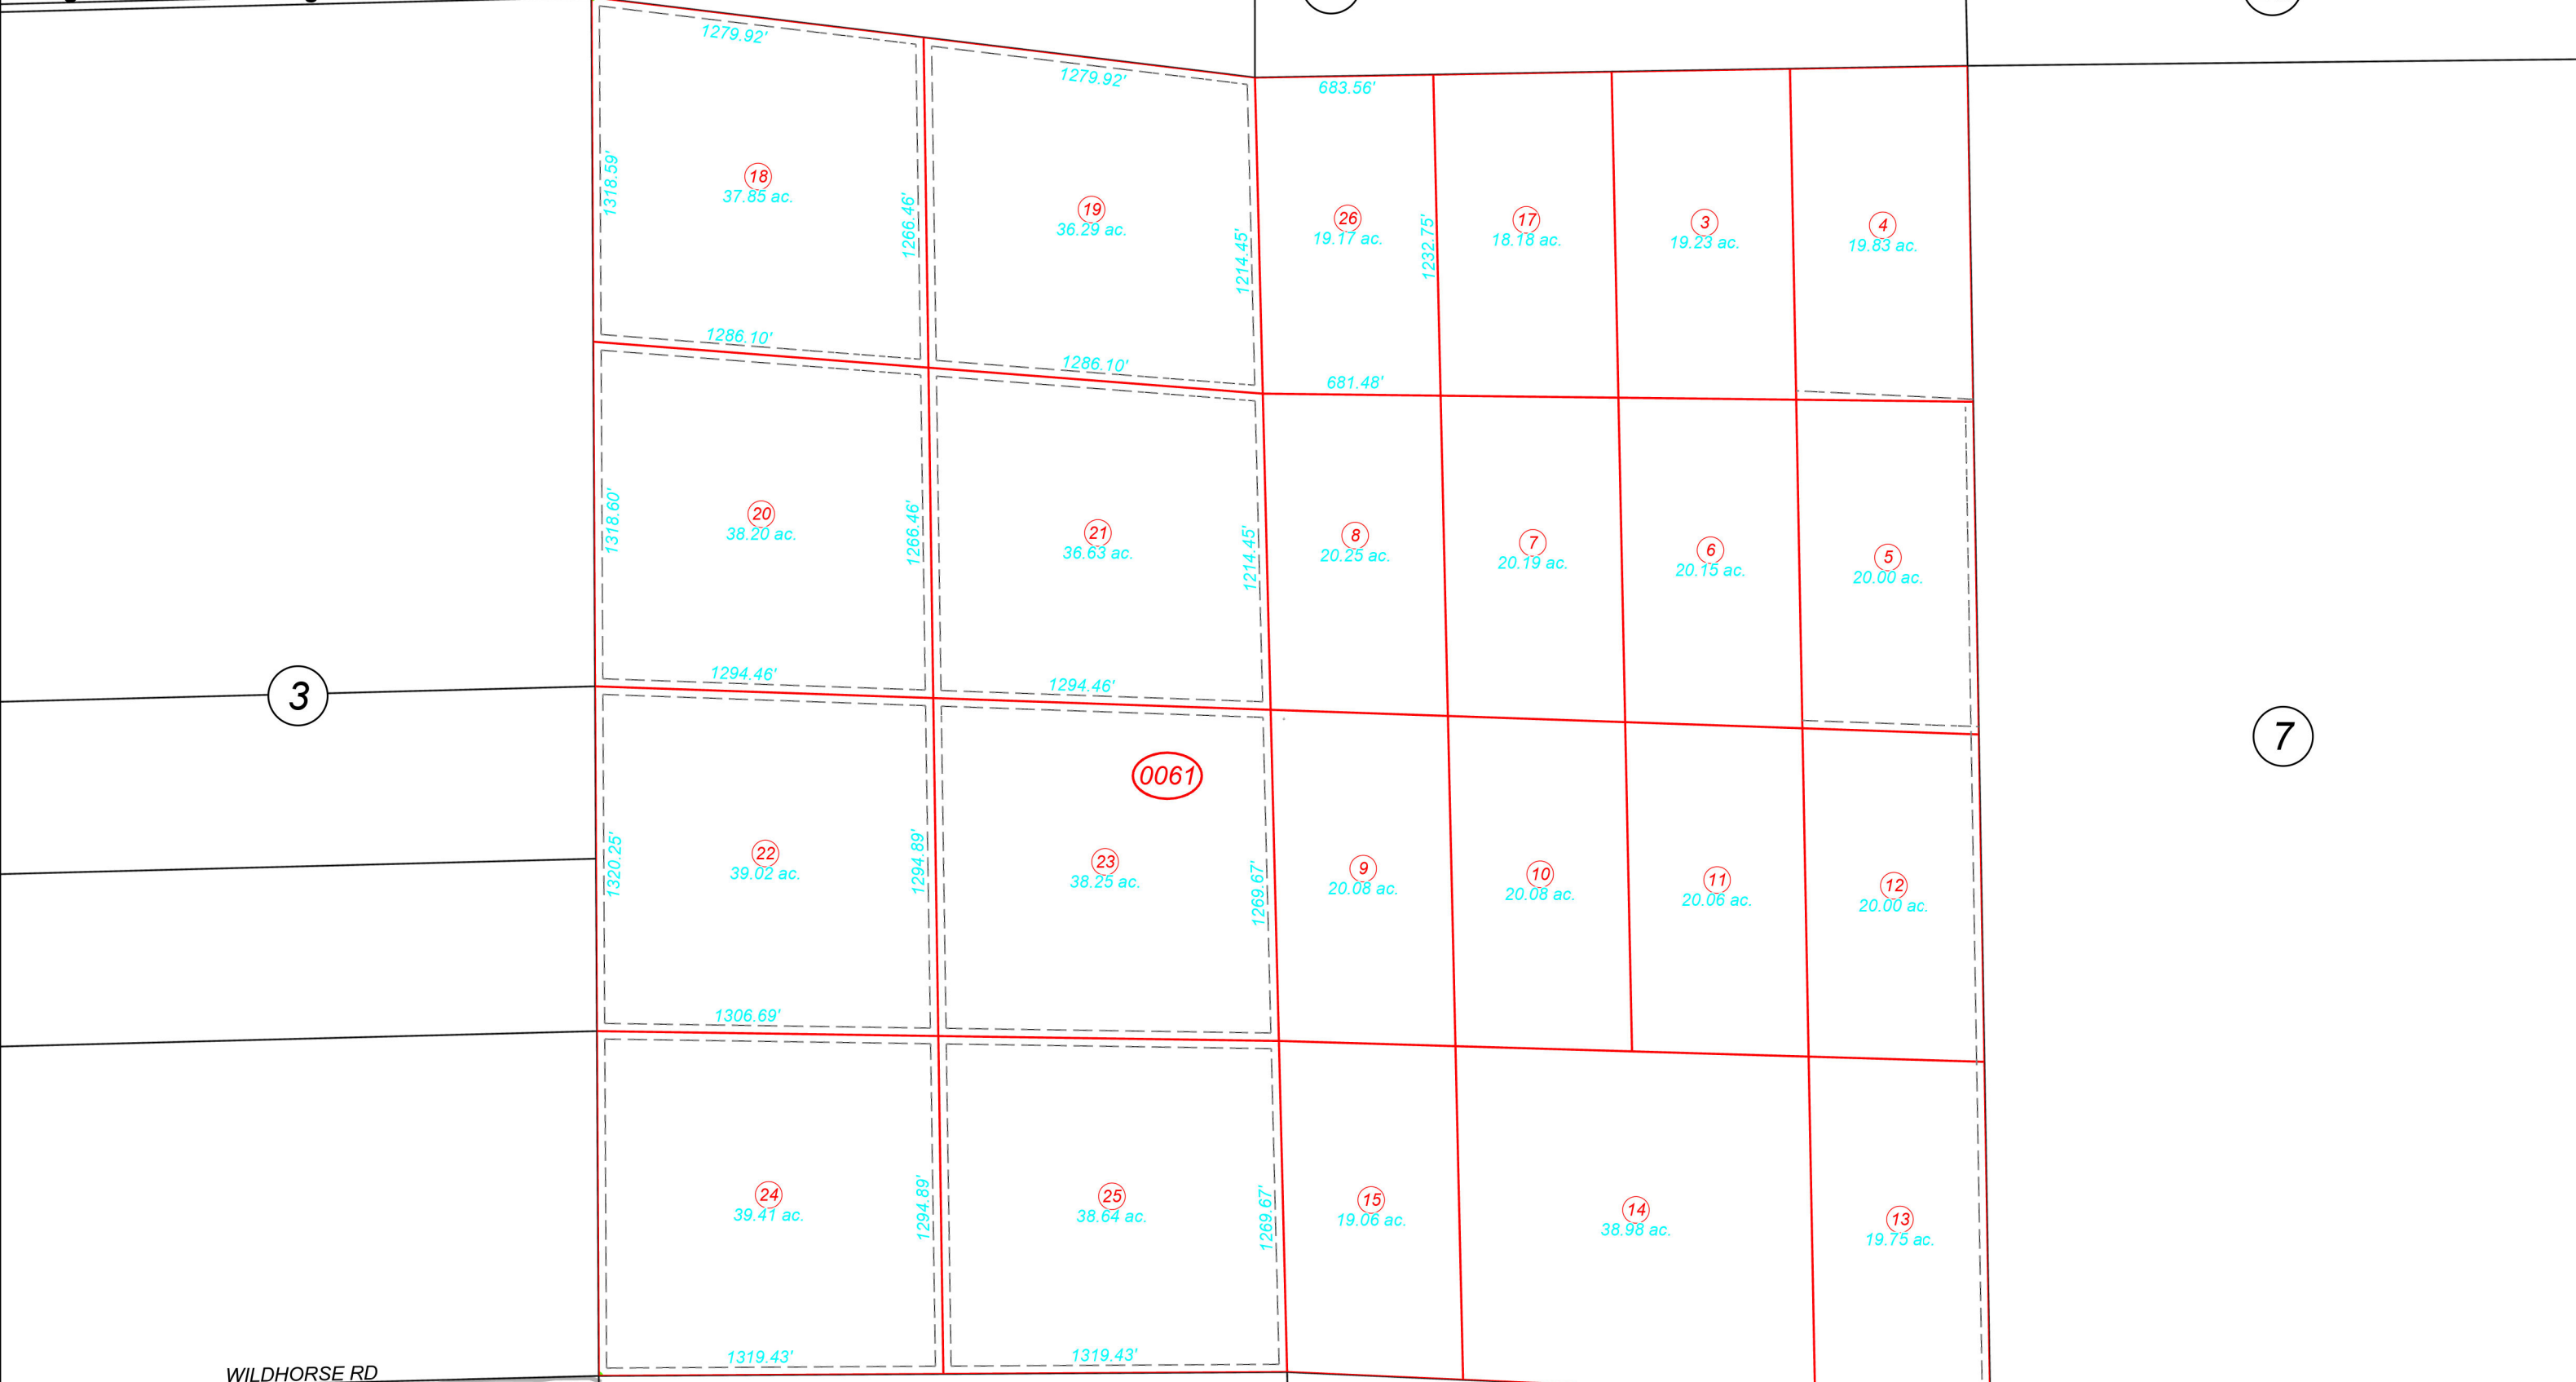 1279.92'
1279.92'
683.56'
1318.59'
18
37.85 ac.
1266.46'
19
36.29 ac.
1214.45'
26
19.17 ac.
1232.75'
17
18.18 ac.
3
19.23 ac.
4
19.83 ac.
1286.10'
1286.10'
681.48'
1318.60'
20
38.20 ac.
1266.46'
21
36.63 ac.
1214.45'
8
20.25 ac.
7
20.19 ac.
6
20.15 ac.
5
20.00 ac.
1294.46'
1294.46'
3
7
0061
1320.25'
22
39.02 ac.
1294.89'
23
38.25 ac.
1269.67'
9
20.08 ac.
10
20.08 ac.
11
20.06 ac.
12
20.00 ac.
1306.69'
24
39.41 ac.
1294.89'
25
38.64 ac.
1269.67'
15
19.06 ac.
14
38.98 ac.
13
19.75 ac.
1319.43'
1319.43'
WILDHORSE RD